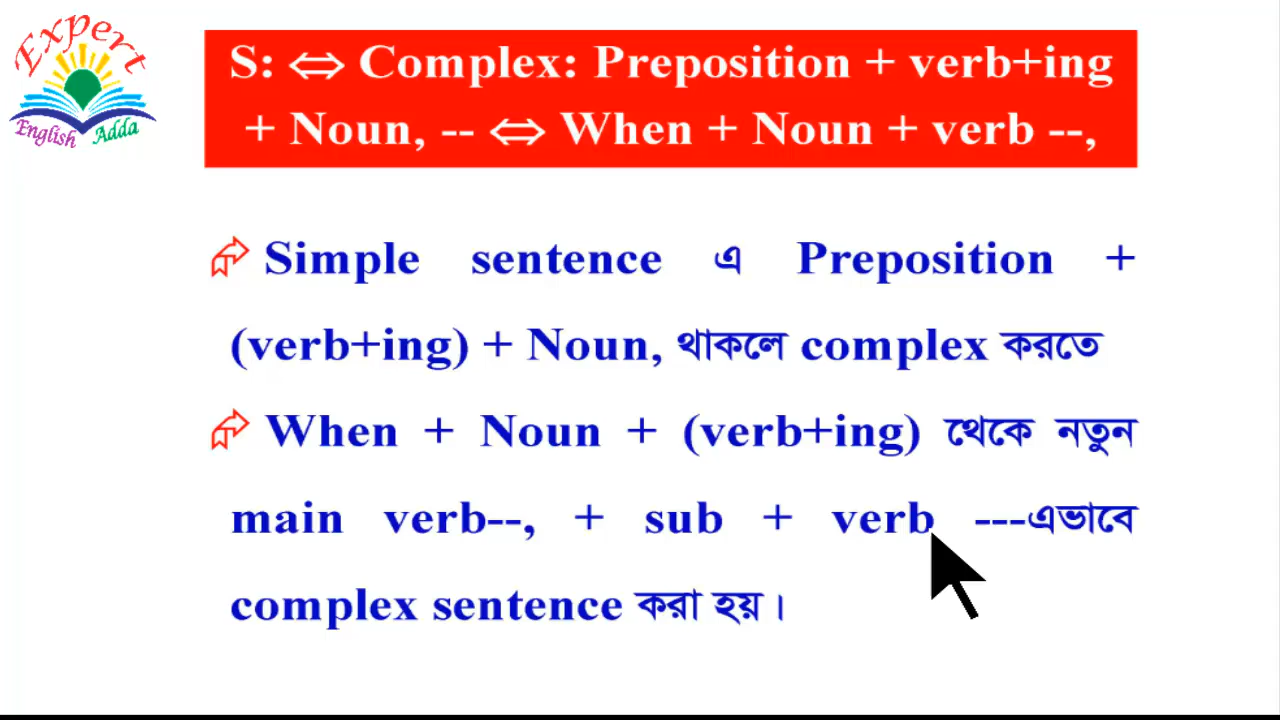 Expert
English Adda
S: ⇔ Complex: Preposition + verb+ing
+ Noun, -- ⇔ When + Noun + verb --,
Simple sentence এ Preposition +
(verb+ing) + Noun, থাকলে complex করতে
When + Noun + (verb+ing) থেকে নতুন
main verb--, + sub + verb ---এভাবে
complex sentence করা হয়।